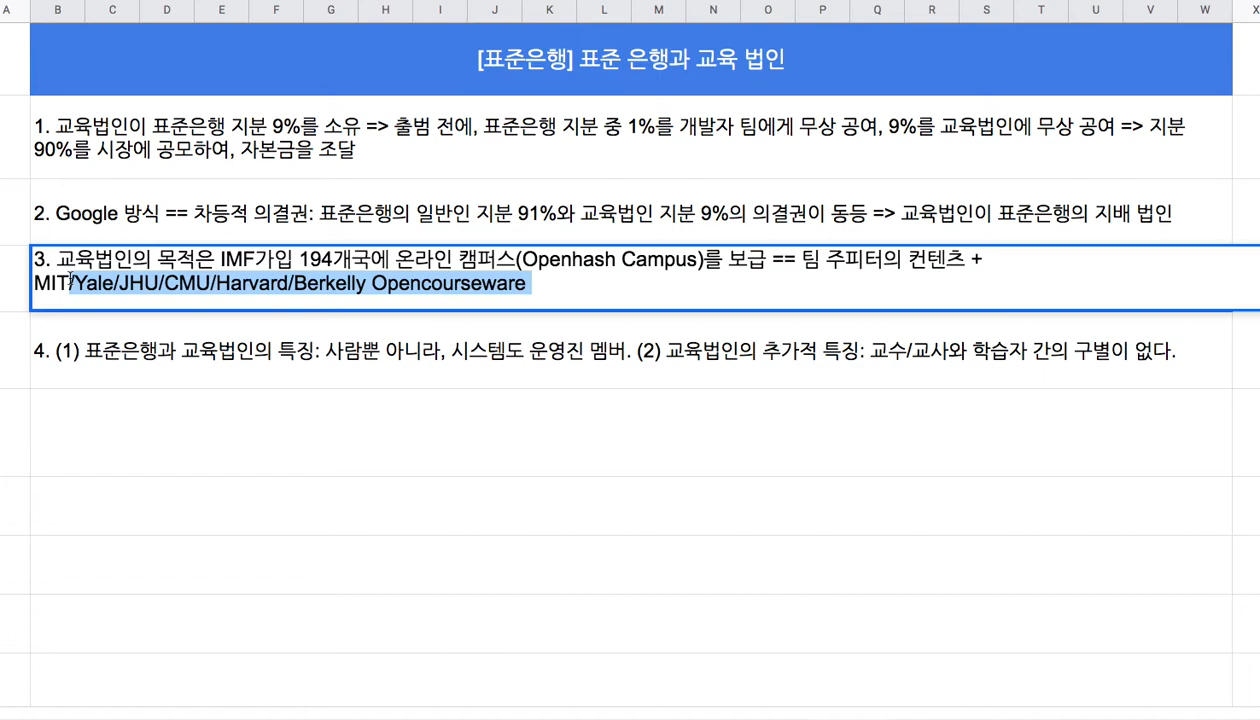 A B C D E F G H I J K L M N O P Q R S T U V W X
[표준은행] 표준 은행과 교육 법인
1. 교육법인이 표준은행 지분 9%를 소유 => 출범 전에, 표준은행 지분 중 1%를 개발자 팀에게 무상 공여, 9%를 교육법인에 무상 공여 => 지분
90%를 시장에 공모하여, 자본금을 조달
2. Google 방식 == 차등적 의결권: 표준은행의 일반인 지분 91%와 교육법인 지분 9%의 의결권이 동등 => 교육법인이 표준은행의 지배 법인
3. 교육법인의 목적은 IMF가입 194개국에 온라인 캠퍼스(Openhash Campus)를 보급 == 팀 주피터의 컨텐츠 +
MIT/Yale/JHU/CMU/Harvard/Berkelly Opencourseware
4. (1) 표준은행과 교육법인의 특징: 사람뿐 아니라, 시스템도 운영진 멤버. (2) 교육법인의 추가적 특징: 교수/교사와 학습자 간의 구별이 없다.